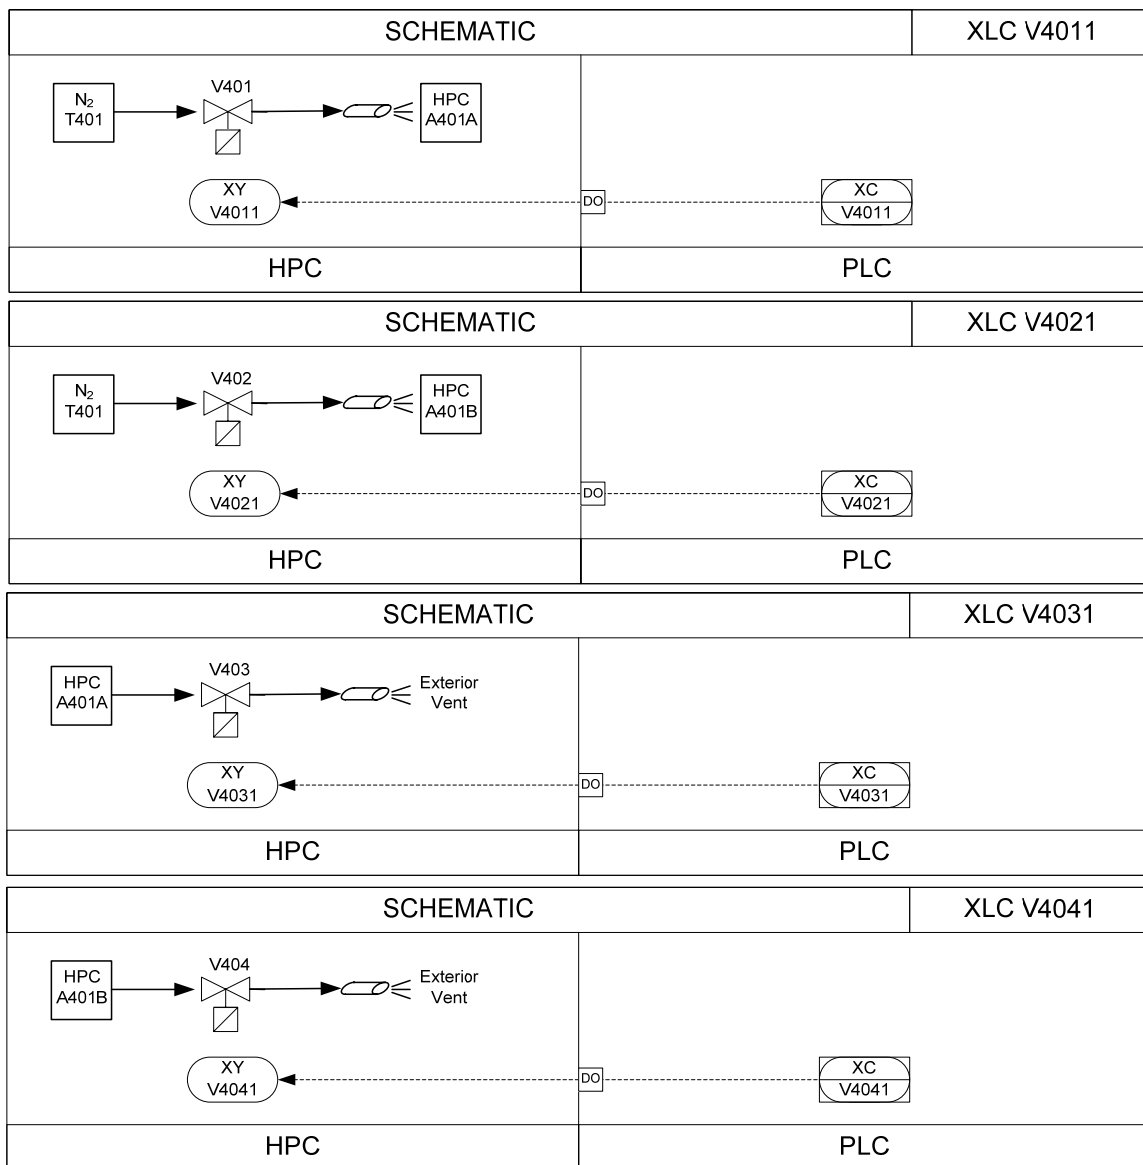 SCHEMATIC
XLC V4011
V401
N₂
T401
HPC
A401A
XY
V4011
DO
XC
V4011
HPC
PLC
SCHEMATIC
XLC V4021
V402
N₂
T401
HPC
A401B
XY
V4021
DO
XC
V4021
HPC
PLC
SCHEMATIC
XLC V4031
V403
HPC
A401A
Exterior
Vent
XY
V4031
DO
XC
V4031
HPC
PLC
SCHEMATIC
XLC V4041
V404
HPC
A401B
Exterior
Vent
XY
V4041
DO
XC
V4041
HPC
PLC